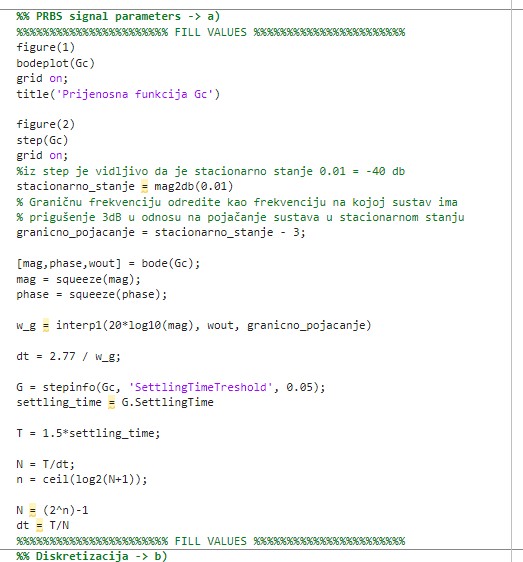 %% PRBS signal parameters -> a)
%%%%%%%%%%%%%%%%%%%%%%% FILL VALUES %%%%%%%%%%%%%%%%%%%%%%%
figure(1)
bodeplot(Gc)
grid on;
title('Prijenosna funkcija Gc')
figure(2)
step(Gc)
grid on;
%iz step je vidljivo da je stacionarno stanje 0.01 = -40 db
stacionarno_stanje = mag2db(0.01)
% Graničnu frekvenciju odredite kao frekvenciju na kojoj sustav ima
% prigušenje 3dB u odnosu na pojačanje sustava u stacionarnom stanju
granicno_pojacanje = stacionarno_stanje - 3;
[mag,phase,wout] = bode(Gc);
mag = squeeze(mag);
phase = squeeze(phase);
w_g = interp1(20*log10(mag), wout, granicno_pojacanje)
dt = 2.77 / w_g;
G = stepinfo(Gc, 'SettlingTimeTreshold', 0.05);
settling_time = G.SettlingTime
T = 1.5*settling_time;
N = T/dt;
n = ceil(log2(N+1));
N = (2^n)-1
dt = T/N
%%%%%%%%%%%%%%%%%%%%%%% FILL VALUES %%%%%%%%%%%%%%%%%%%%%%%
%% Diskretizacija -> b)